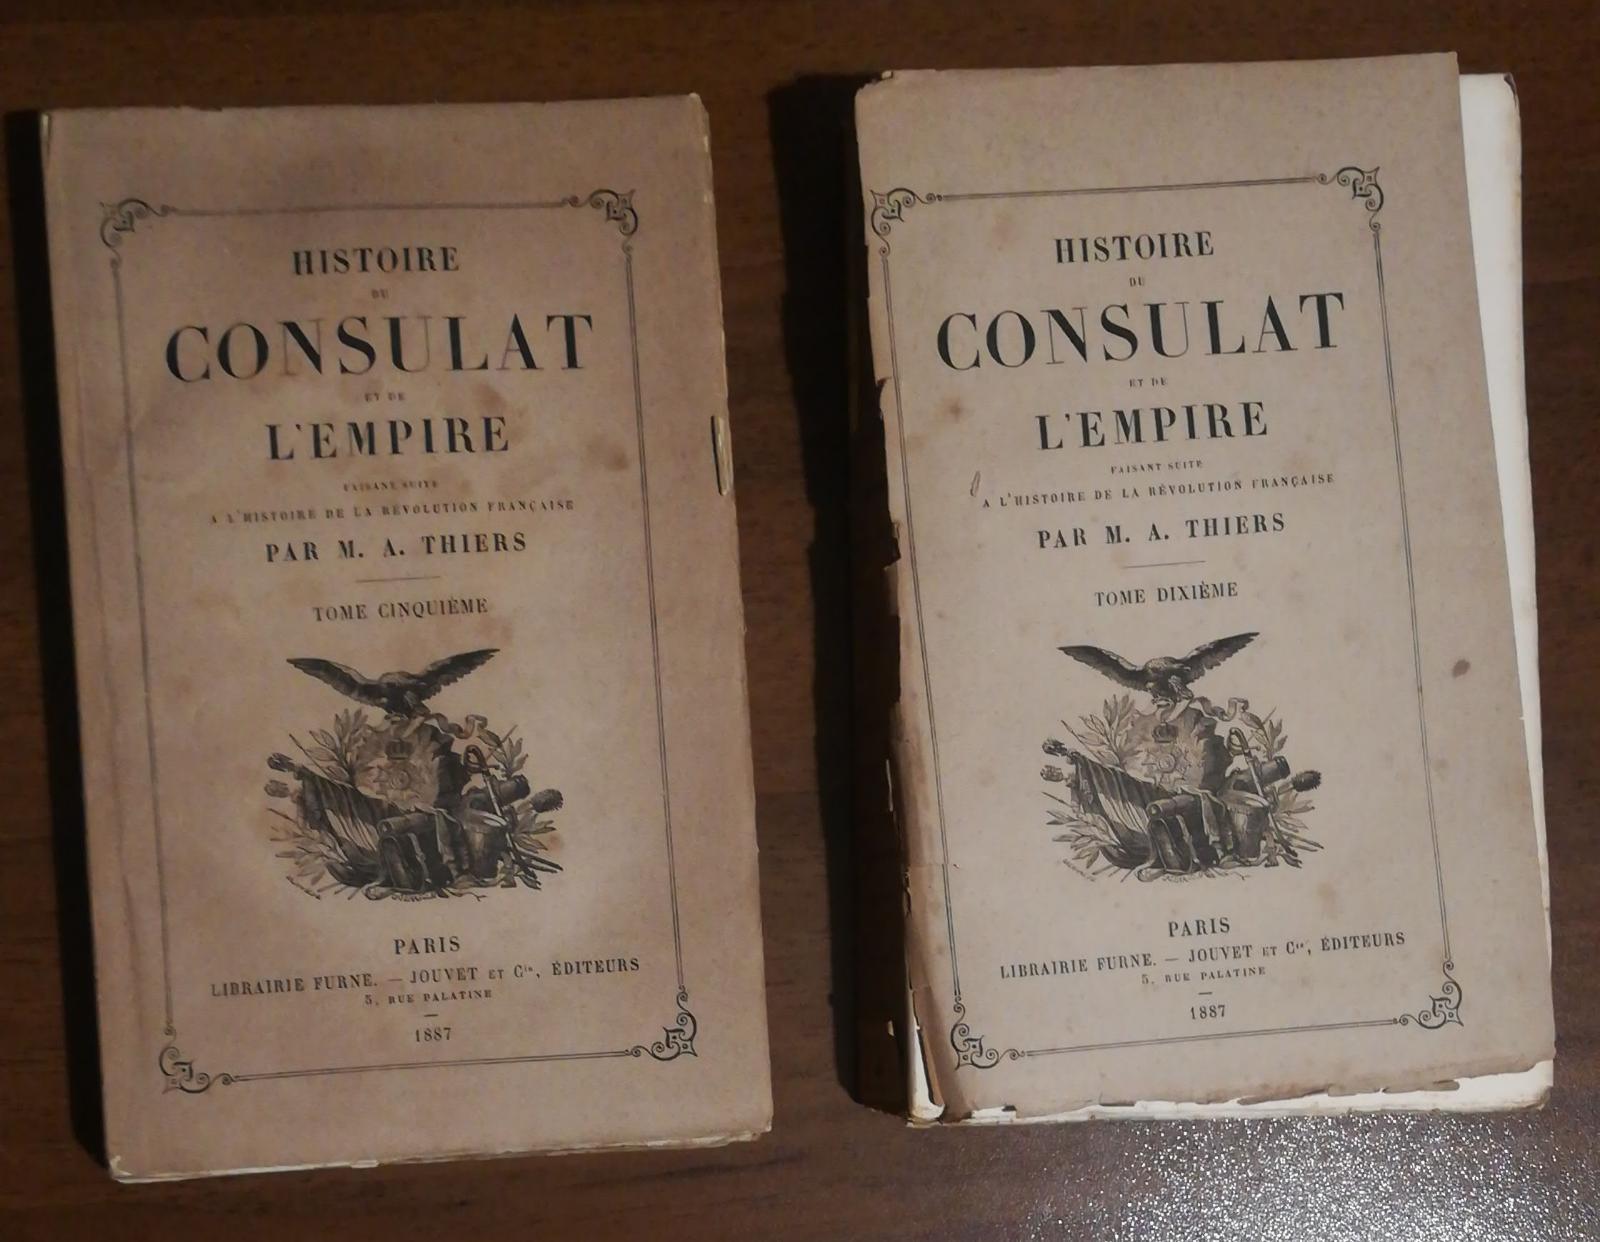 HISTOIRE
DU
CONSULAT
ET DE
L'EMPIRE
FAISANT SUITE
A L'HISTOIRE DE LA RÉVOLUTION FRANÇAISE
PAR M. A. THIERS
TOME CINQUIÈME
PARIS
LIBRAIRIE FURNE. — JOUVET ET Cie, ÉDITEURS
5, RUE PALATINE
1887
HISTOIRE
DU
CONSULAT
ET DE
L'EMPIRE
FAISANT SUITE
A L'HISTOIRE DE LA RÉVOLUTION FRANÇAISE
PAR M. A. THIERS
TOME DIXIÈME
PARIS
LIBRAIRIE FURNE. — JOUVET ET Cie, ÉDITEURS
5, RUE PALATINE
1887